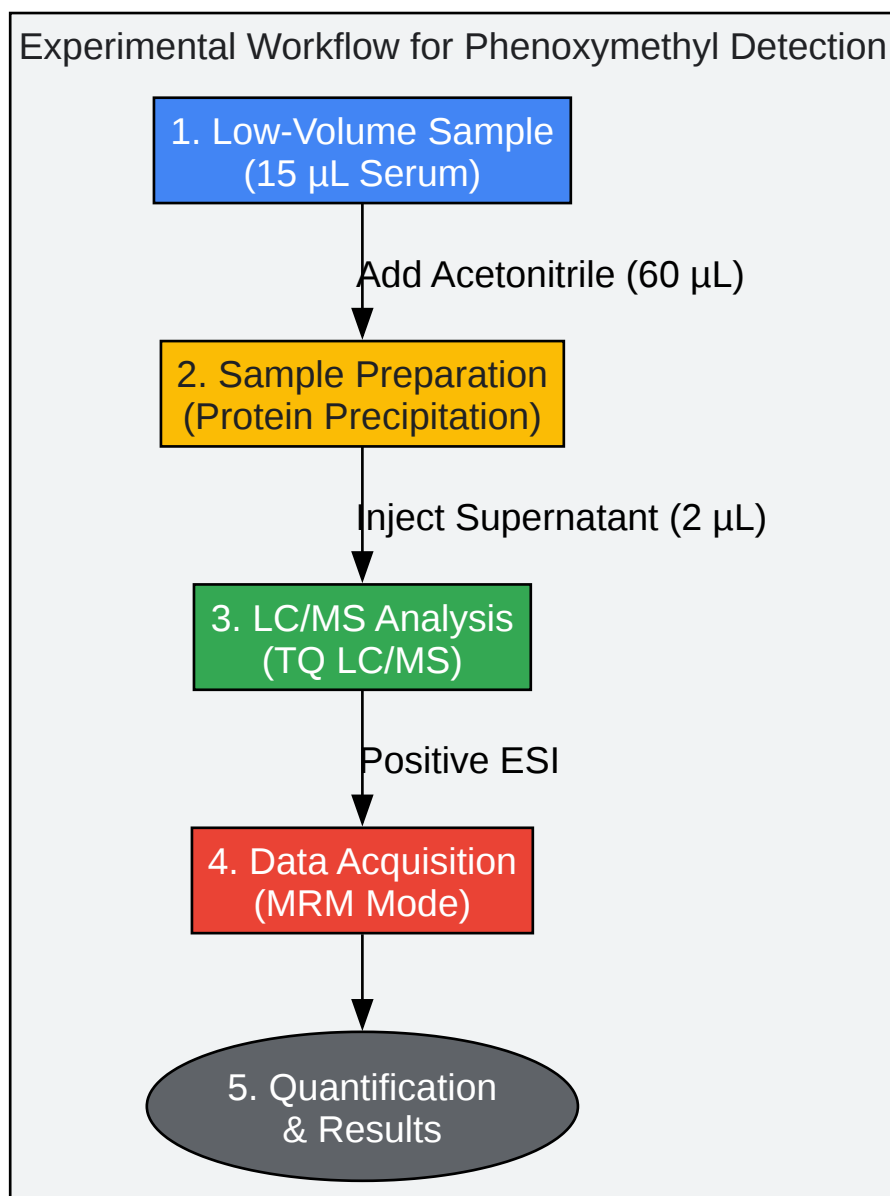 Experimental Workflow for Phenoxymethyl Detection
1. Low-Volume Sample
(15 µL Serum)
Add Acetonitrile (60 µL)
2. Sample Preparation
(Protein Precipitation)
Inject Supernatant (2 µL)
3. LC/MS Analysis
(TQ LC/MS)
Positive ESI
4. Data Acquisition
(MRM Mode)
5. Quantification
& Results